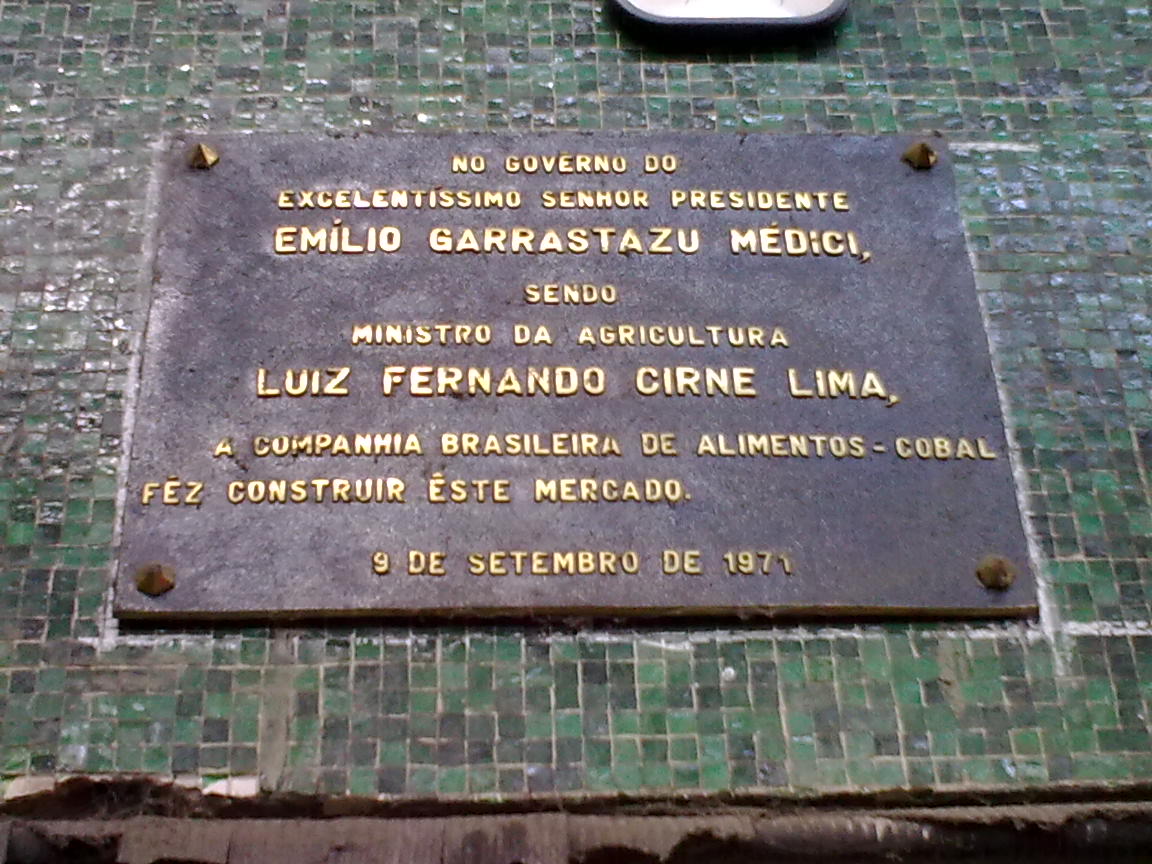 NO GOVÊRNO DO
EXCELENTÍSSIMO SENHOR PRESIDENTE
EMÍLIO GARRASTAZU MÉDICI,
SENDO
MINISTRO DA AGRICULTURA
LUIZ FERNANDO CIRNE LIMA,
A COMPANHIA BRASILEIRA DE ALIMENTOS - COBAL
FÊZ CONSTRUIR ÊSTE MERCADO.
9 DE SETEMBRO DE 1971